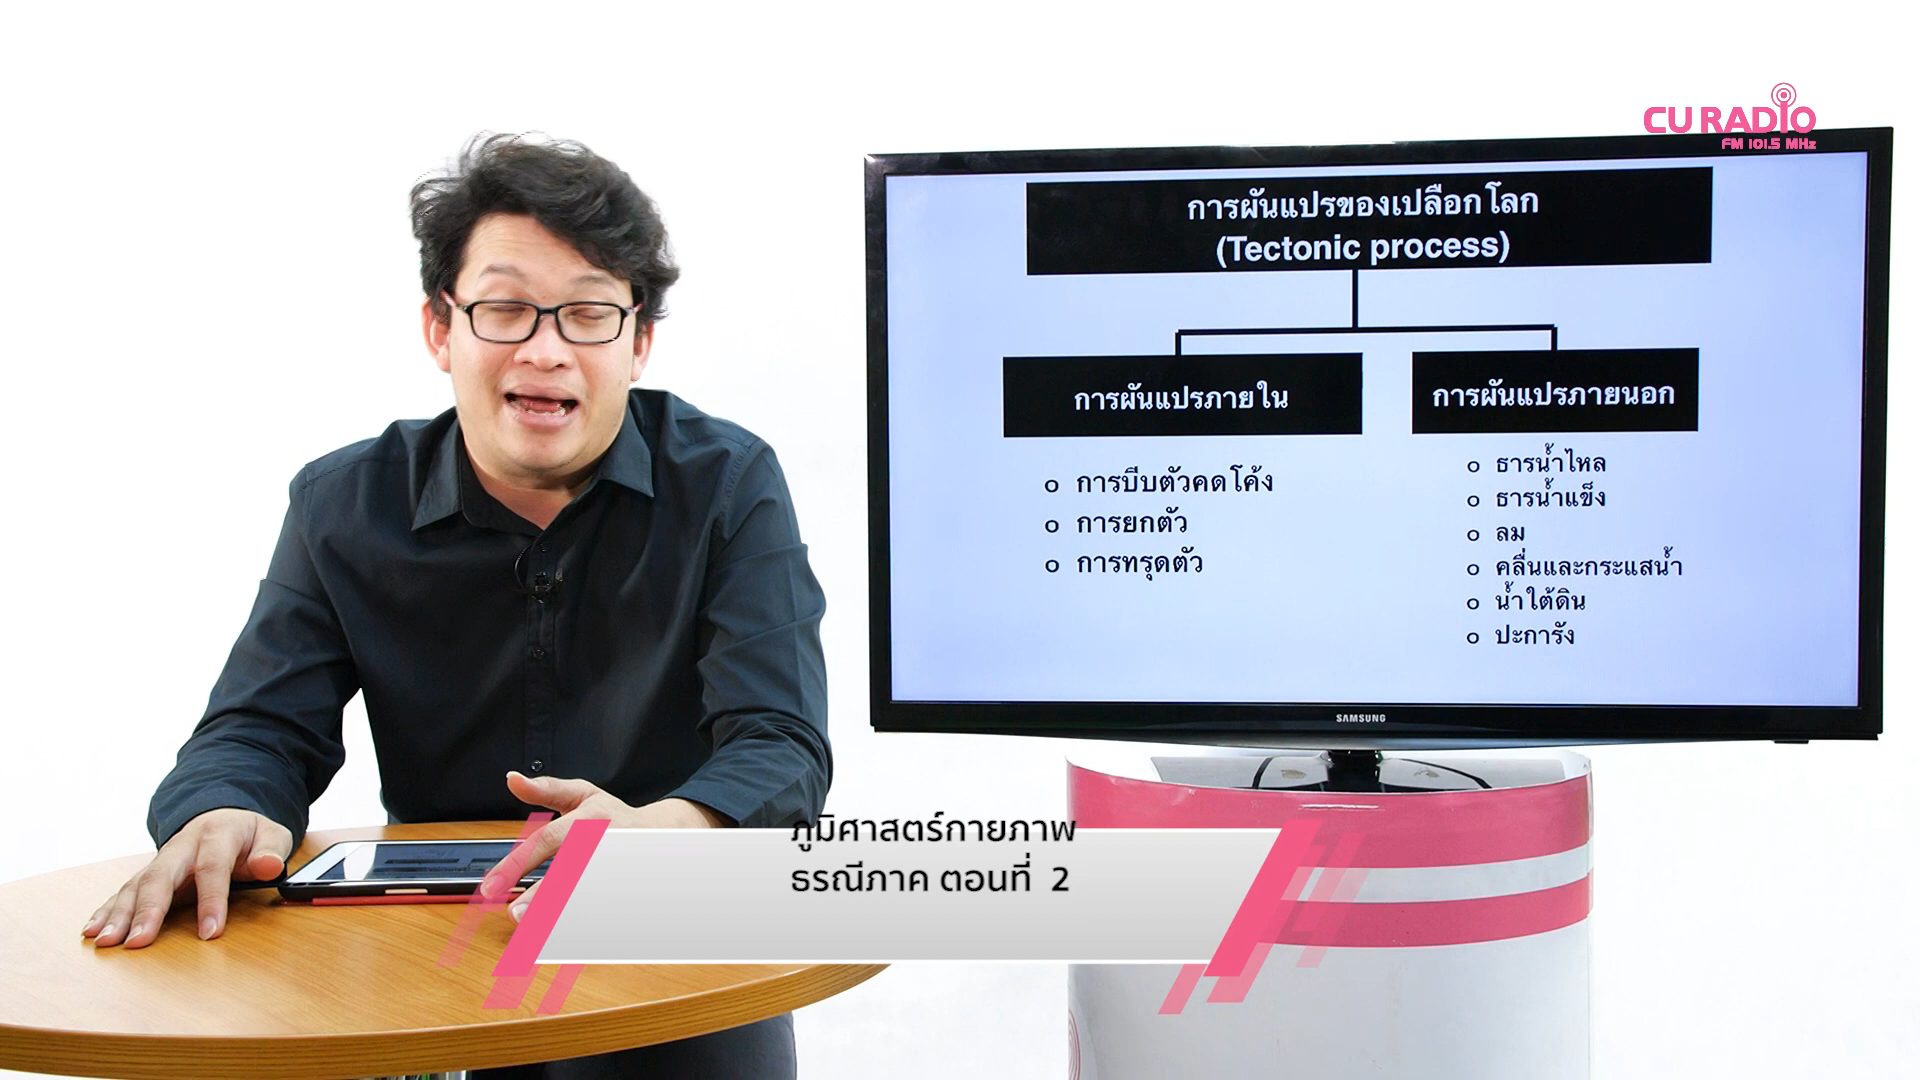 CU RADIO
FM 101.5 MHz
การผันแปรของเปลือกโลก
(Tectonic process)
การผันแปรภายใน
การผันแปรภายนอก
o การบีบตัวคดโค้ง
o การยกตัว
o การทรุดตัว
o ธารน้ำไหล
o ธารน้ำแข็ง
o ลม
o คลื่นและกระแสน้ำ
o น้ำใต้ดิน
o ปะการัง
SAMSUNG
ภูมิศาสตร์กายภาพ
ธรณีภาค ตอนที่ 2